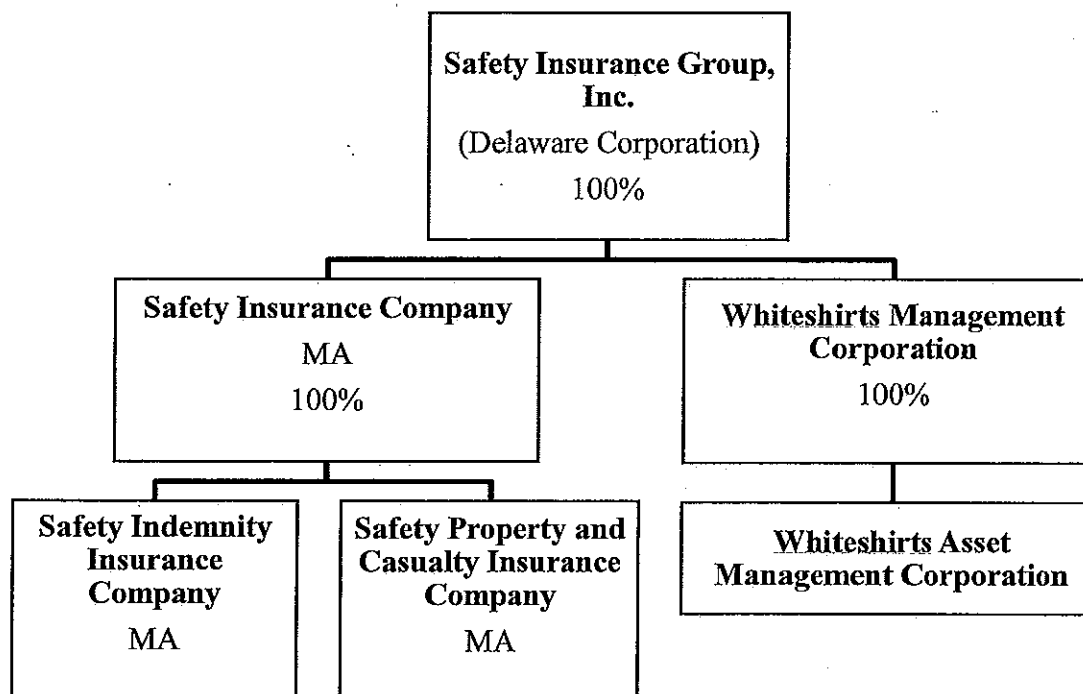 Safety Insurance Group,
Inc.
(Delaware Corporation)
100%
Safety Insurance Company
MA
100%
Whiteshirts Management
Corporation
100%
Safety Indemnity
Insurance
Company
MA
Safety Property and
Casualty Insurance
Company
MA
Whiteshirts Asset
Management Corporation